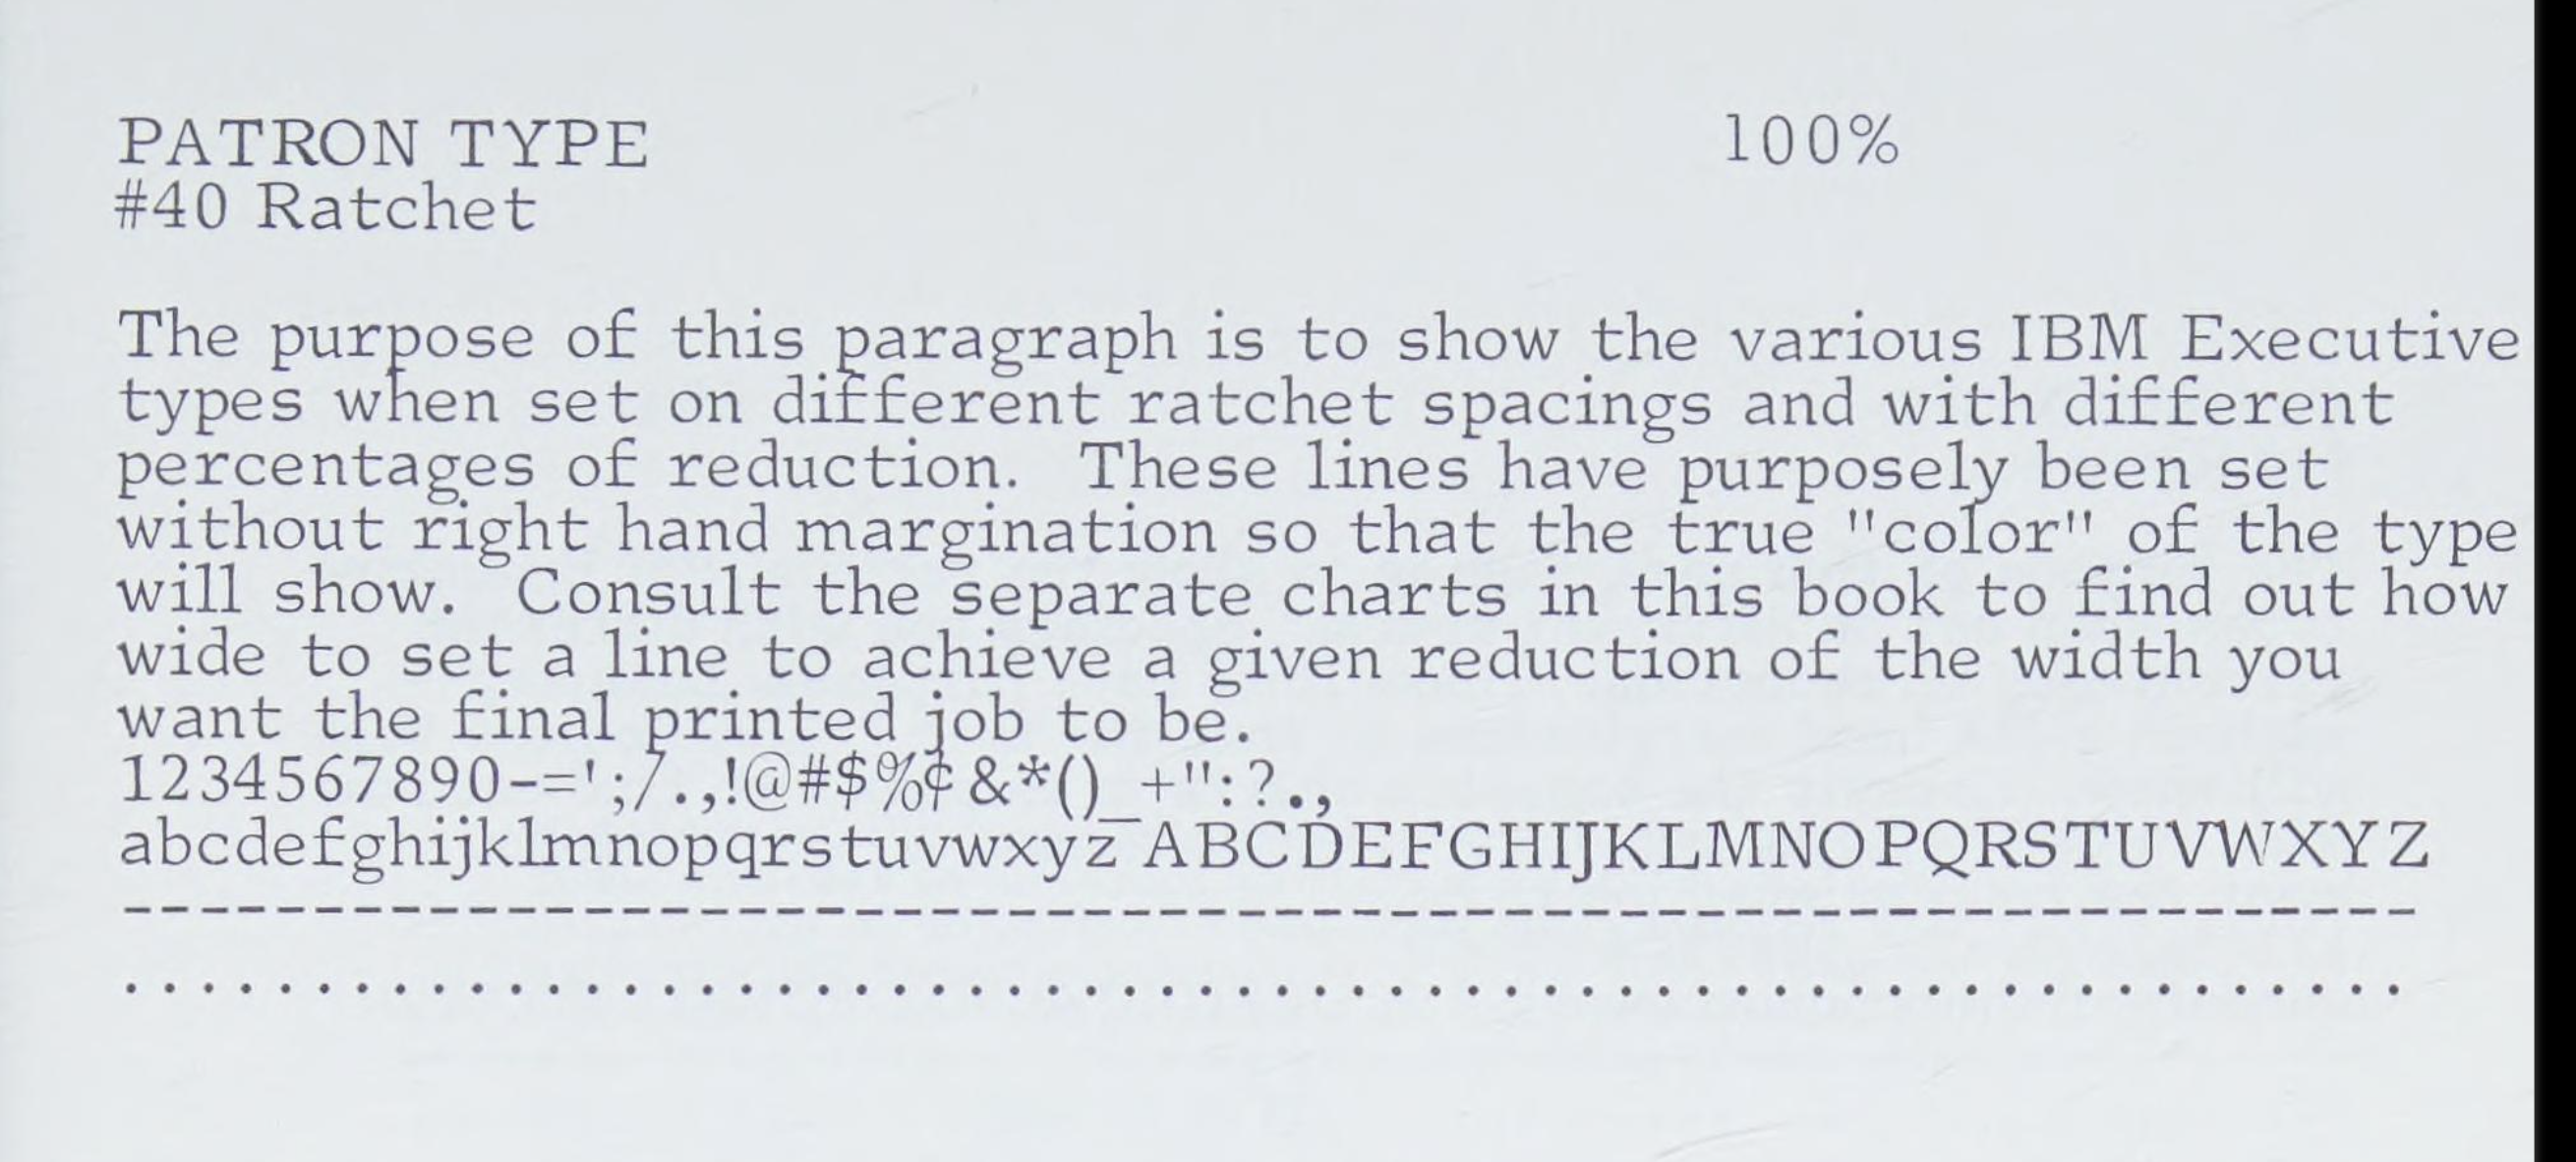 PATRON TYPE 100%
#40 Ratchet
The purpose of this paragraph is to show the various IBM Executive
types when set on different ratchet spacings and with different
percentages of reduction.  These lines have purposely been set
without right hand margination so that the true "color" of the type
will show.  Consult the separate charts in this book to find out how
wide to set a line to achieve a given reduction of the width you
want the final printed job to be.
1234567890-=';/.,!@#$%¢&*()_+":?.,
abcdefghijklmnopqrstuvwxyz ABCDEFGHIJKLMNOPQRSTUVWXYZ
------------------------------------------------------------
............................................................